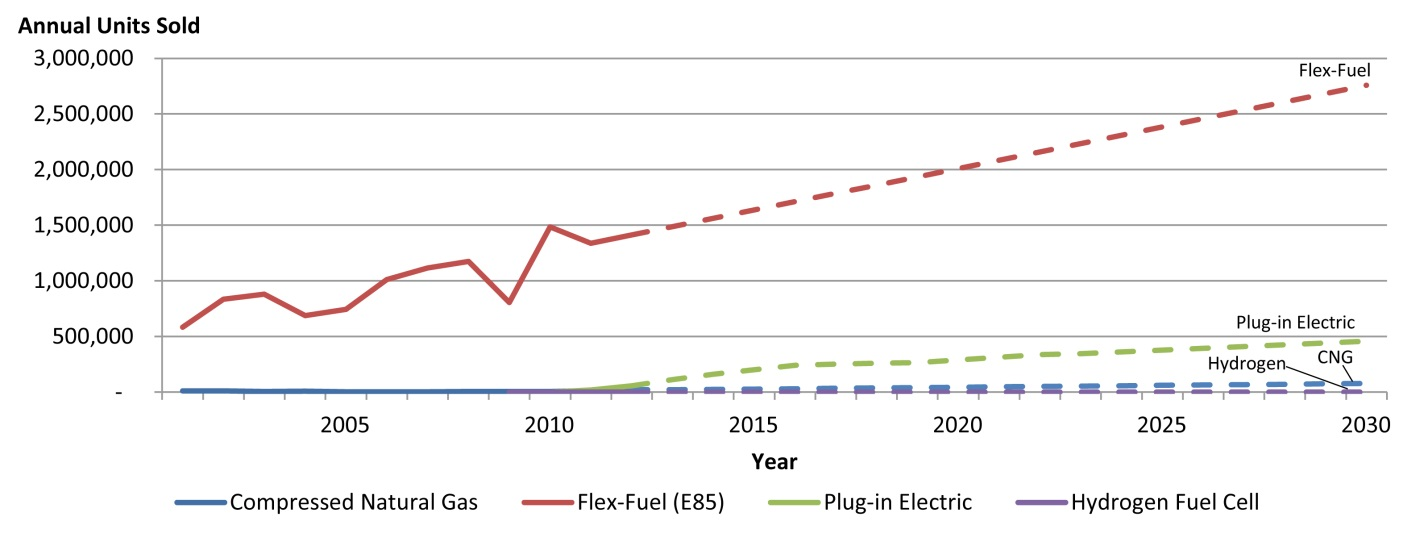 Annual Units Sold
3,000,000
Flex-Fuel
2,500,000
2,000,000
1,500,000
1,000,000
500,000
Plug-in Electric
Hydrogen
CNG
-
2005 2010 2015 2020 2025 2030
Year
Compressed Natural Gas Flex-Fuel (E85) Plug-in Electric Hydrogen Fuel Cell